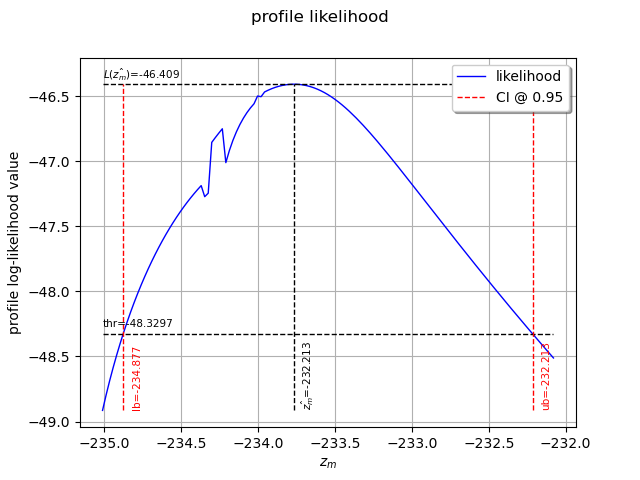 profile likelihood
L(ẑ_m)=-46.409
likelihood
CI @ 0.95
−46.5
−47.0
−47.5
−48.0
−48.5
−49.0
profile log-likelihood value
thr=-48.3297
lb=-234.877
ẑ_m=-232.213
ub=-232.213
−235.0
−234.5
−234.0
−233.5
−233.0
−232.5
−232.0
z_m